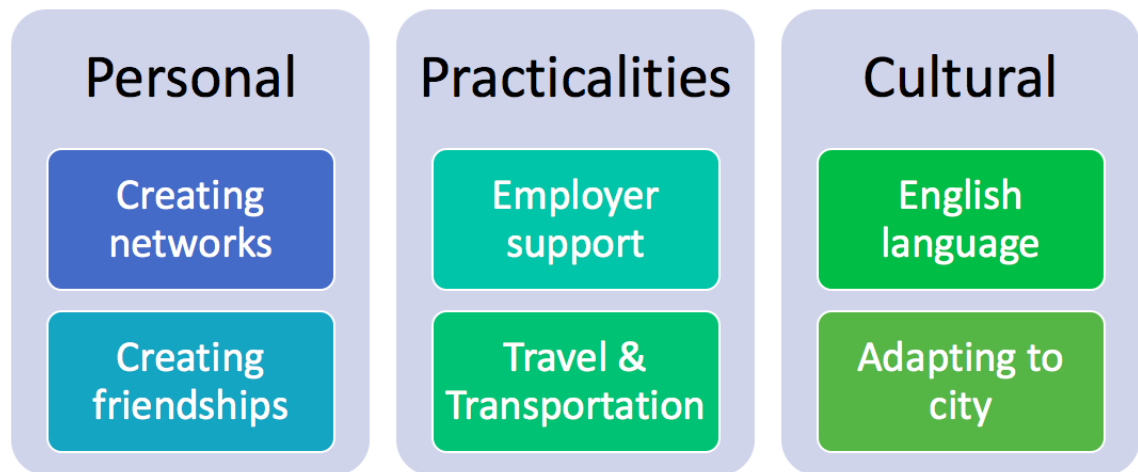 Personal
Creating
networks
Creating
friendships
Practicalities
Employer
support
Travel &
Transportation
Cultural
English
language
Adapting to
city